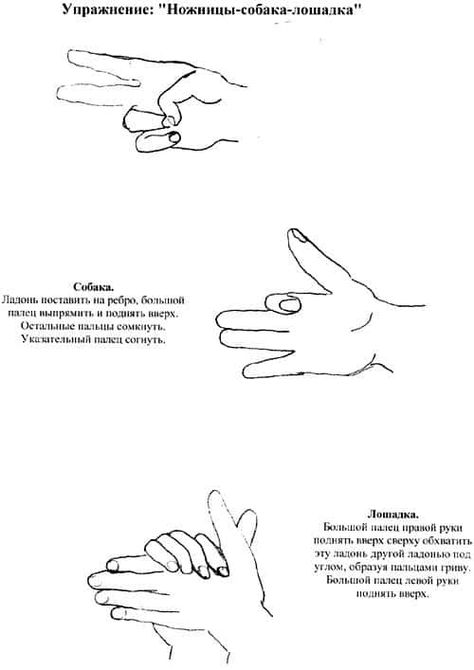 Упражнение: "Ножницы-собака-лошадка"
Собака.
Ладонь поставить на ребро, большой
палец выпрямить и поднять вверх.
Остальные пальцы сомкнуть.
Указательный палец согнуть.
Лошадка.
Большой палец правой руки
поднять вверх сверху обхватить
эту ладонь другой ладонью под
углом, образуя пальцами гриву.
Большой палец левой руки
поднять вверх.